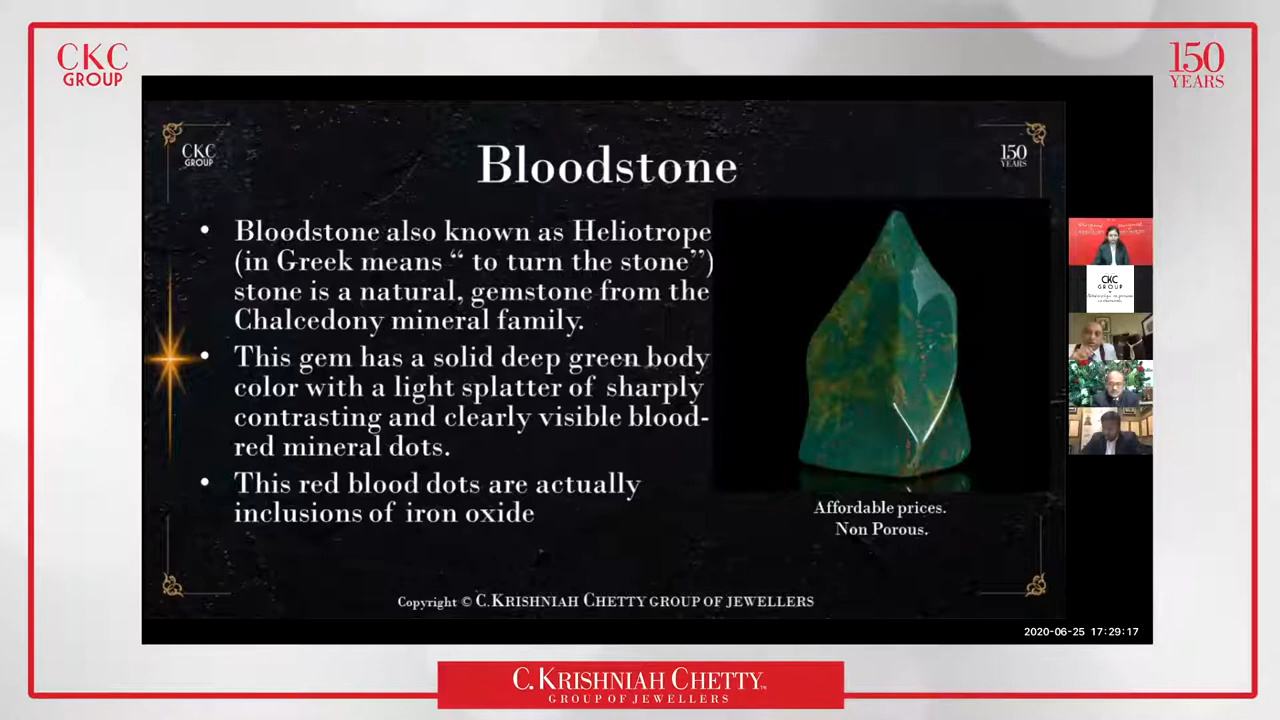 CKC
GROUP
150
YEARS
CKC
GROUP
150
YEARS
Bloodstone
• Bloodstone also known as Heliotrope
(in Greek means “ to turn the stone”)
stone is a natural, gemstone from the
Chalcedony mineral family.
• This gem has a solid deep green body
color with a light splatter of sharply
contrasting and clearly visible blood-
red mineral dots.
• This red blood dots are actually
inclusions of iron oxide
Affordable prices.
Non Porous.
CKC
GROUP
Copyright © C.KRISHNIAH CHETTY GROUP OF JEWELLERS
2020-06-25 17:29:17
C. KRISHNIAH CHETTY™
GROUP OF JEWELLERS